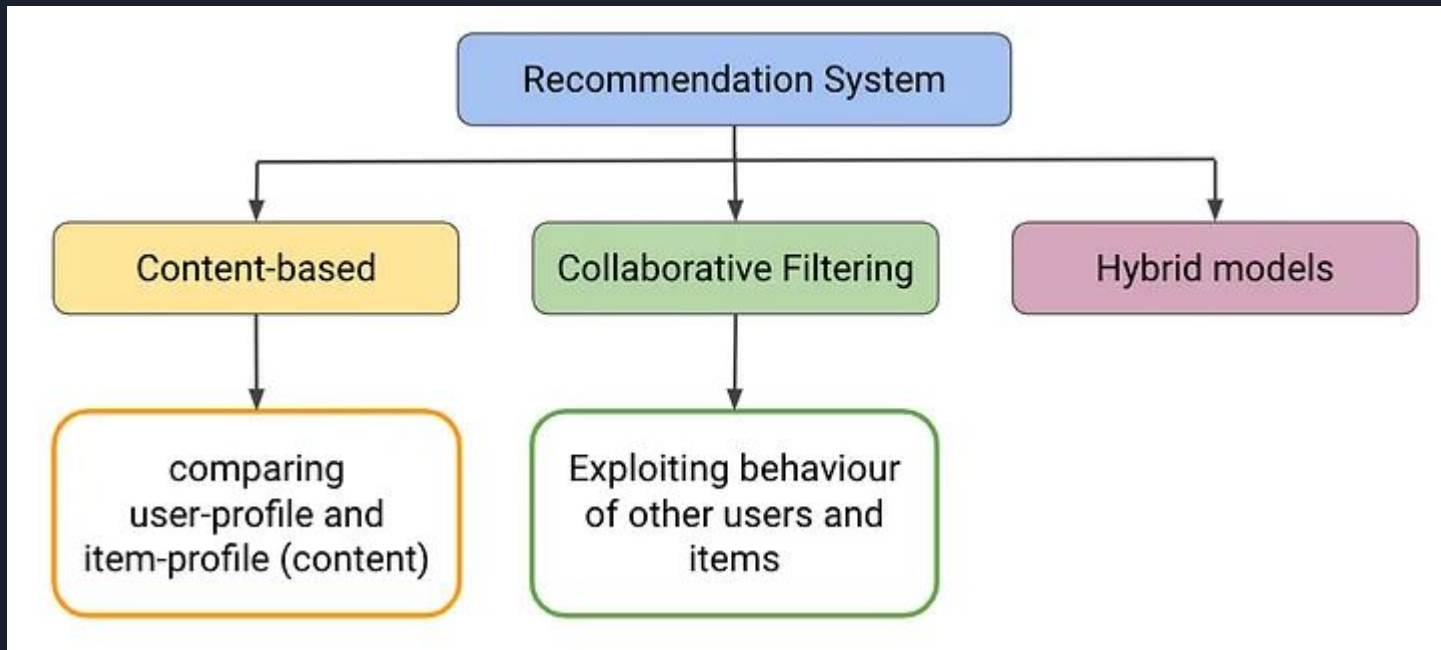 Recommendation System
Content-based
Collaborative Filtering
Hybrid models
comparing
user-profile and
item-profile (content)
Exploiting behaviour
of other users and
items